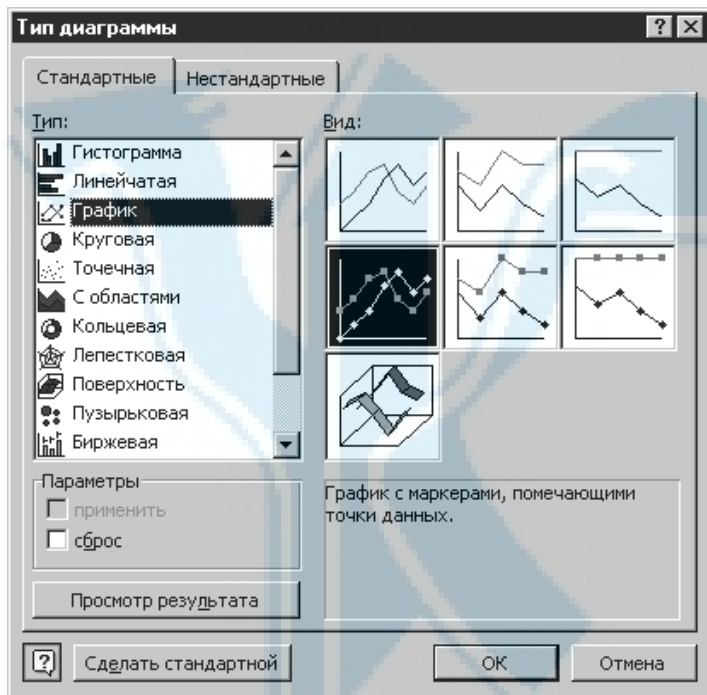 Тип диаграммы
Стандартные
Нестандартные
Тип:
Вид:
Гистограмма
Линейчатая
График
Круговая
Точечная
С областями
Кольцевая
Лепестковая
Поверхность
Пузырьковая
Биржевая
Параметры
применить
сброс
График с маркерами, помечающими
точки данных.
Просмотр результата
Сделать стандартной
ОК
Отмена